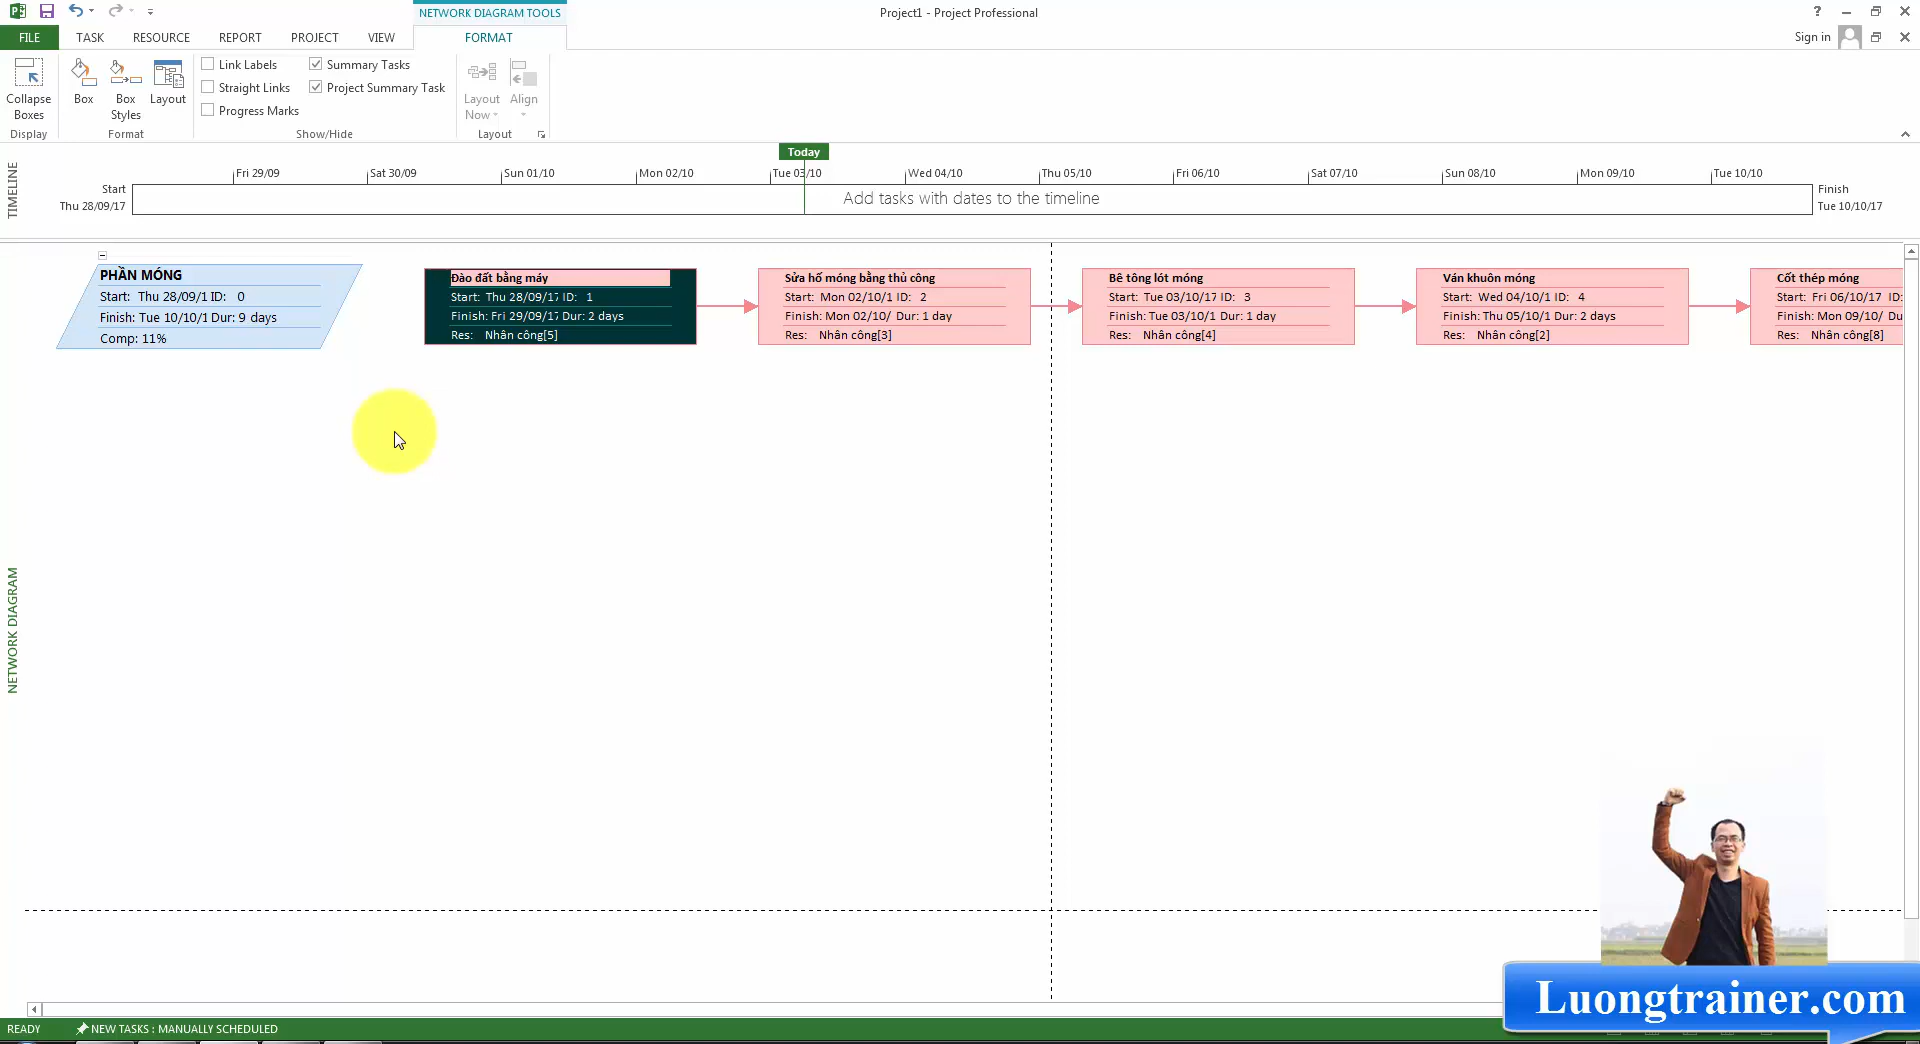 NETWORK DIAGRAM TOOLS
Project1 - Project Professional
?
FILE
TASK
RESOURCE
REPORT
PROJECT
VIEW
FORMAT
Sign in
Collapse
Boxes
Box
Box
Styles
Layout
Link Labels
Straight Links
Progress Marks
Summary Tasks
Project Summary Task
Layout
Now
Align
Display
Format
Show/Hide
Layout
Today
TIMELINE
Start
Thu 28/09/17
Fri 29/09
Sat 30/09
Sun 01/10
Mon 02/10
Tue 03/10
Wed 04/10
Thu 05/10
Fri 06/10
Sat 07/10
Sun 08/10
Mon 09/10
Tue 10/10
Add tasks with dates to the timeline
Finish
Tue 10/10/17
NETWORK DIAGRAM
PHẦN MÓNG
Start: Thu 28/09/1 ID: 0
Finish: Tue 10/10/1 Dur: 9 days
Comp: 11%
Đào đất bằng máy
Start: Thu 28/09/17 ID: 1
Finish: Fri 29/09/17 Dur: 2 days
Res: Nhân công[5]
Sửa hố móng bằng thủ công
Start: Mon 02/10/1 ID: 2
Finish: Mon 02/10/ Dur: 1 day
Res: Nhân công[3]
Bê tông lót móng
Start: Tue 03/10/17 ID: 3
Finish: Tue 03/10/1 Dur: 1 day
Res: Nhân công[4]
Ván khuôn móng
Start: Wed 04/10/1 ID: 4
Finish: Thu 05/10/1 Dur: 2 days
Res: Nhân công[2]
Cốt thép móng
Start: Fri 06/10/17 ID:
Finish: Mon 09/10/ Du
Res: Nhân công[8]
Luongtrainer.com
READY
NEW TASKS : MANUALLY SCHEDULED